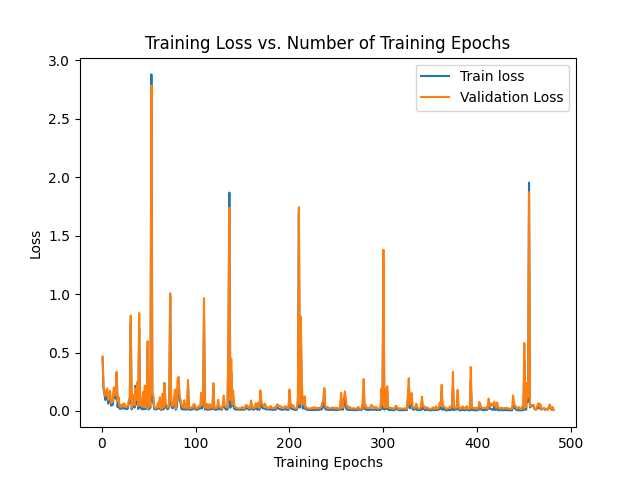 Training Loss vs. Number of Training Epochs
Train loss
Validation Loss
3.0
2.5
2.0
1.5
1.0
0.5
0.0
Loss
0 100 200 300 400 500
Training Epochs